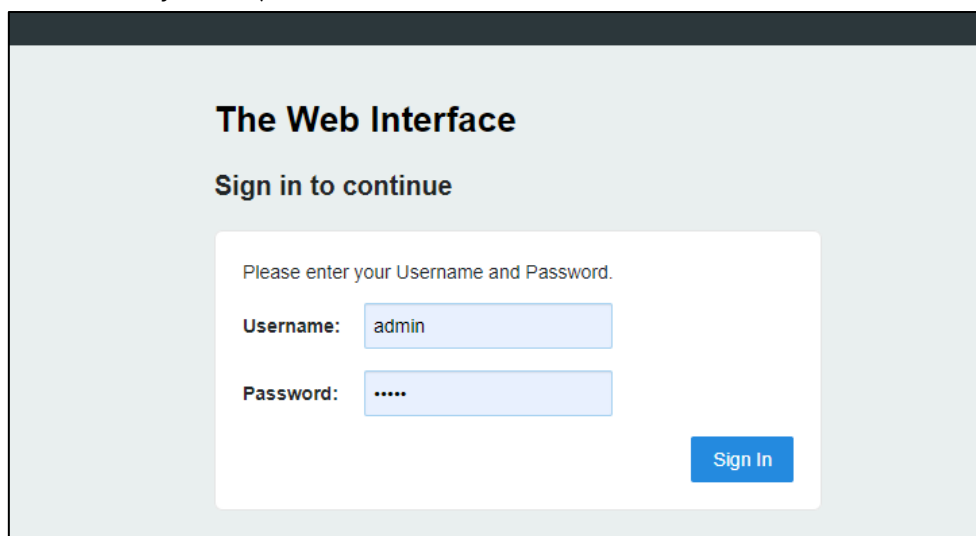 The Web Interface
Sign in to continue
Please enter your Username and Password.
Username: admin
Password: •••••
Sign In